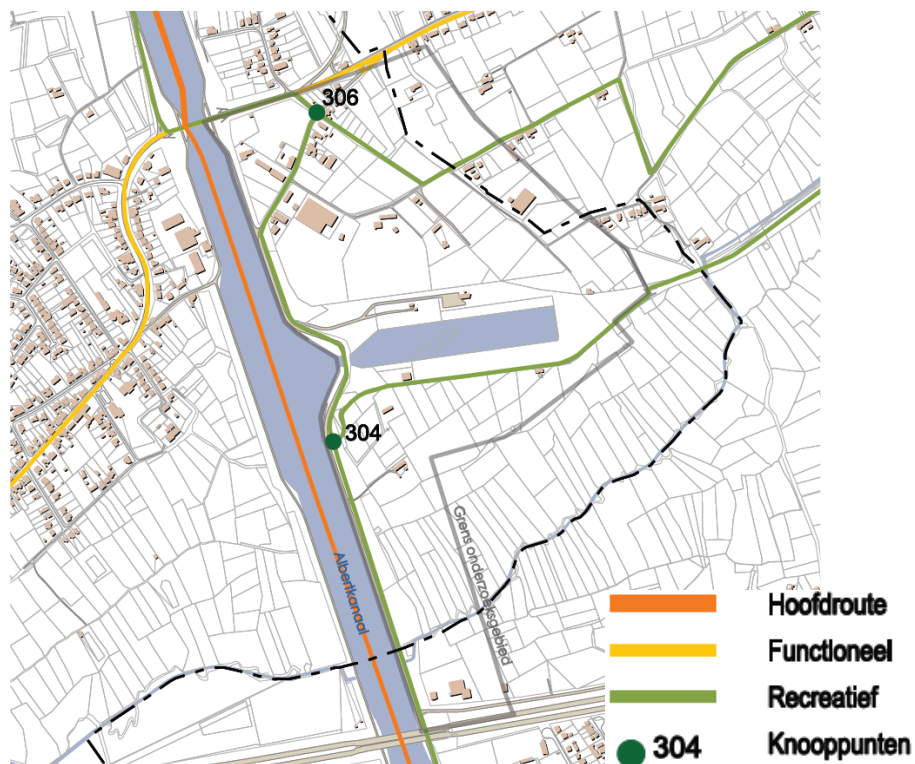 306
304
Albertkanaal
Grens onderzoeksgebied
Hoofdroute
Functioneel
Recreatief
304 Knooppunten